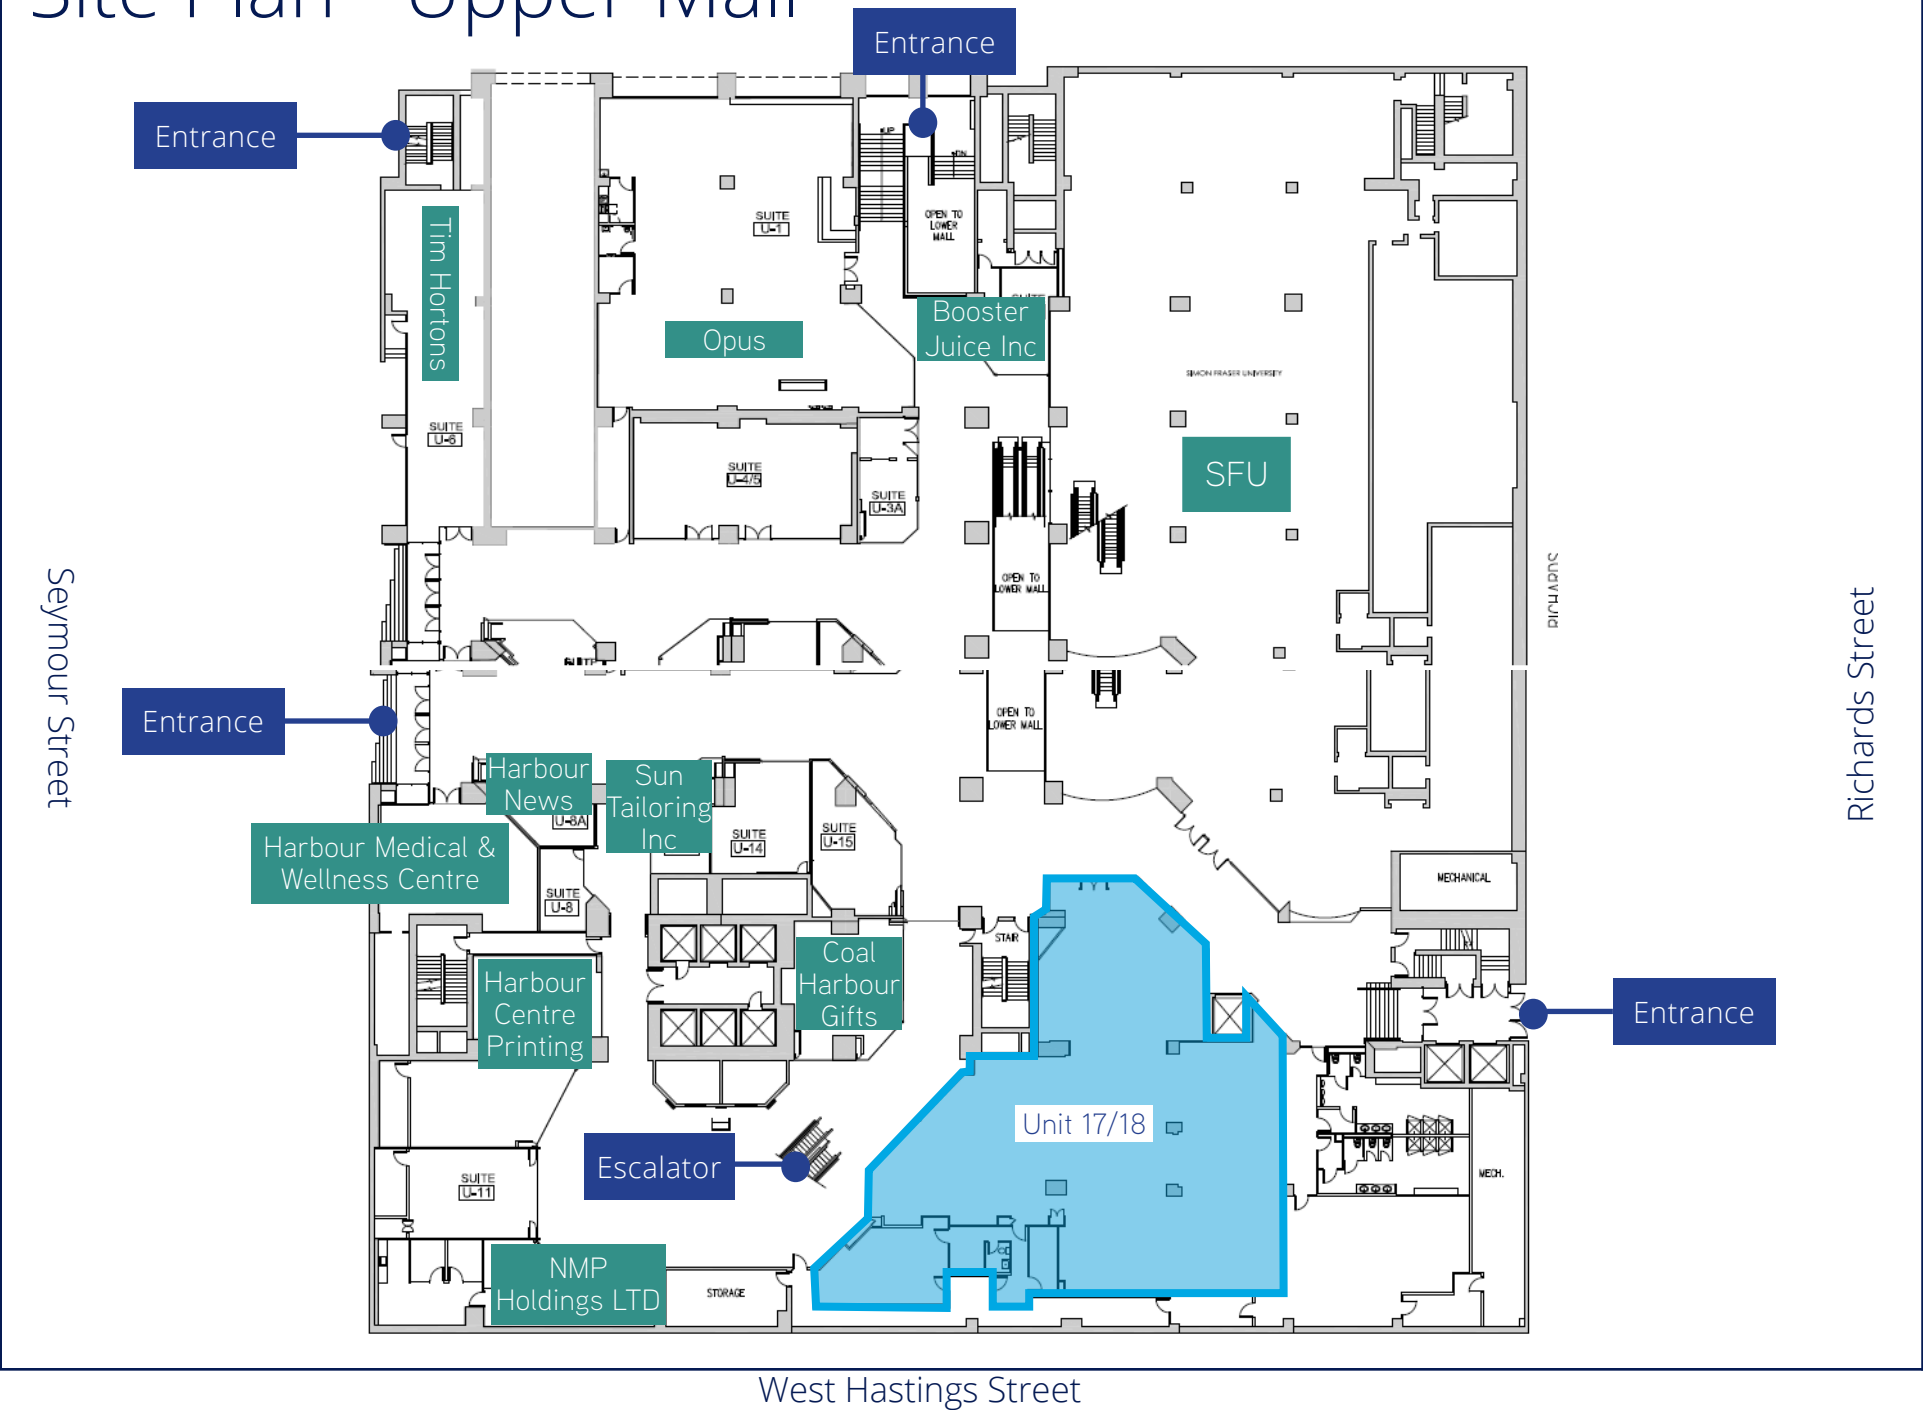 Site Plan - Upper Mall
Entrance
Entrance
UP
DN
OPEN TO
LOWER
MALL
SUITE
U-1
Tim Hortons
Opus
SUITE
Booster
Juice Inc
SIMON FRASER UNIVERSITY
SUITE
U-6
SUITE
U-4/5
SUITE
U-3A
SFU
OPEN TO
LOWER MALL
Seymour Street
RICHARDS
Richards Street
SUITE
Entrance
OPEN TO
LOWER MALL
Harbour
News
U-8A
Sun
Tailoring
Inc
SUITE
U-14
SUITE
U-15
Harbour Medical &
Wellness Centre
SUITE
U-8
MECHANICAL
STAIR
Coal
Harbour
Gifts
Harbour
Centre
Printing
Entrance
Unit 17/18
Escalator
SUITE
U-11
MECH.
NMP
Holdings LTD
STORAGE
West Hastings Street